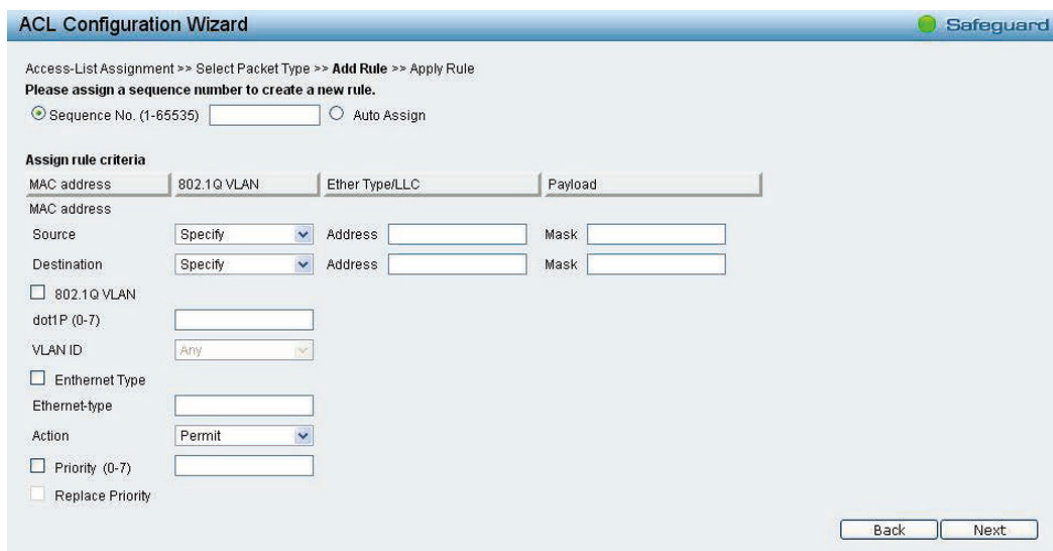 ACL Configuration Wizard Safeguard
Access-List Assignment >> Select Packet Type >> Add Rule >> Apply Rule
Please assign a sequence number to create a new rule.
Sequence No. (1-65535) Auto Assign
Assign rule criteria
MAC address 802.1Q VLAN Ether Type/LLC Payload
MAC address
Source Specify Address Mask
Destination Specify Address Mask
802.1Q VLAN
dot1P (0-7)
VLAN ID Any
Enthernet Type
Ethernet-type
Action Permit
Priority (0-7)
Replace Priority
Back Next